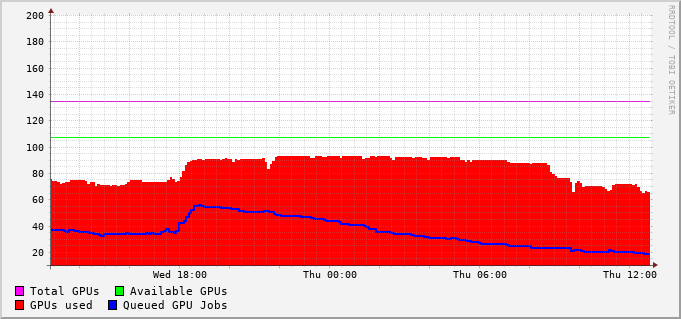 RRDTOOL / TOBI OETIKER
200
180
160
140
120
100
80
60
40
20
Wed 18:00 Thu 00:00 Thu 06:00 Thu 12:00
Total GPUs Available GPUs
GPUs used Queued GPU Jobs